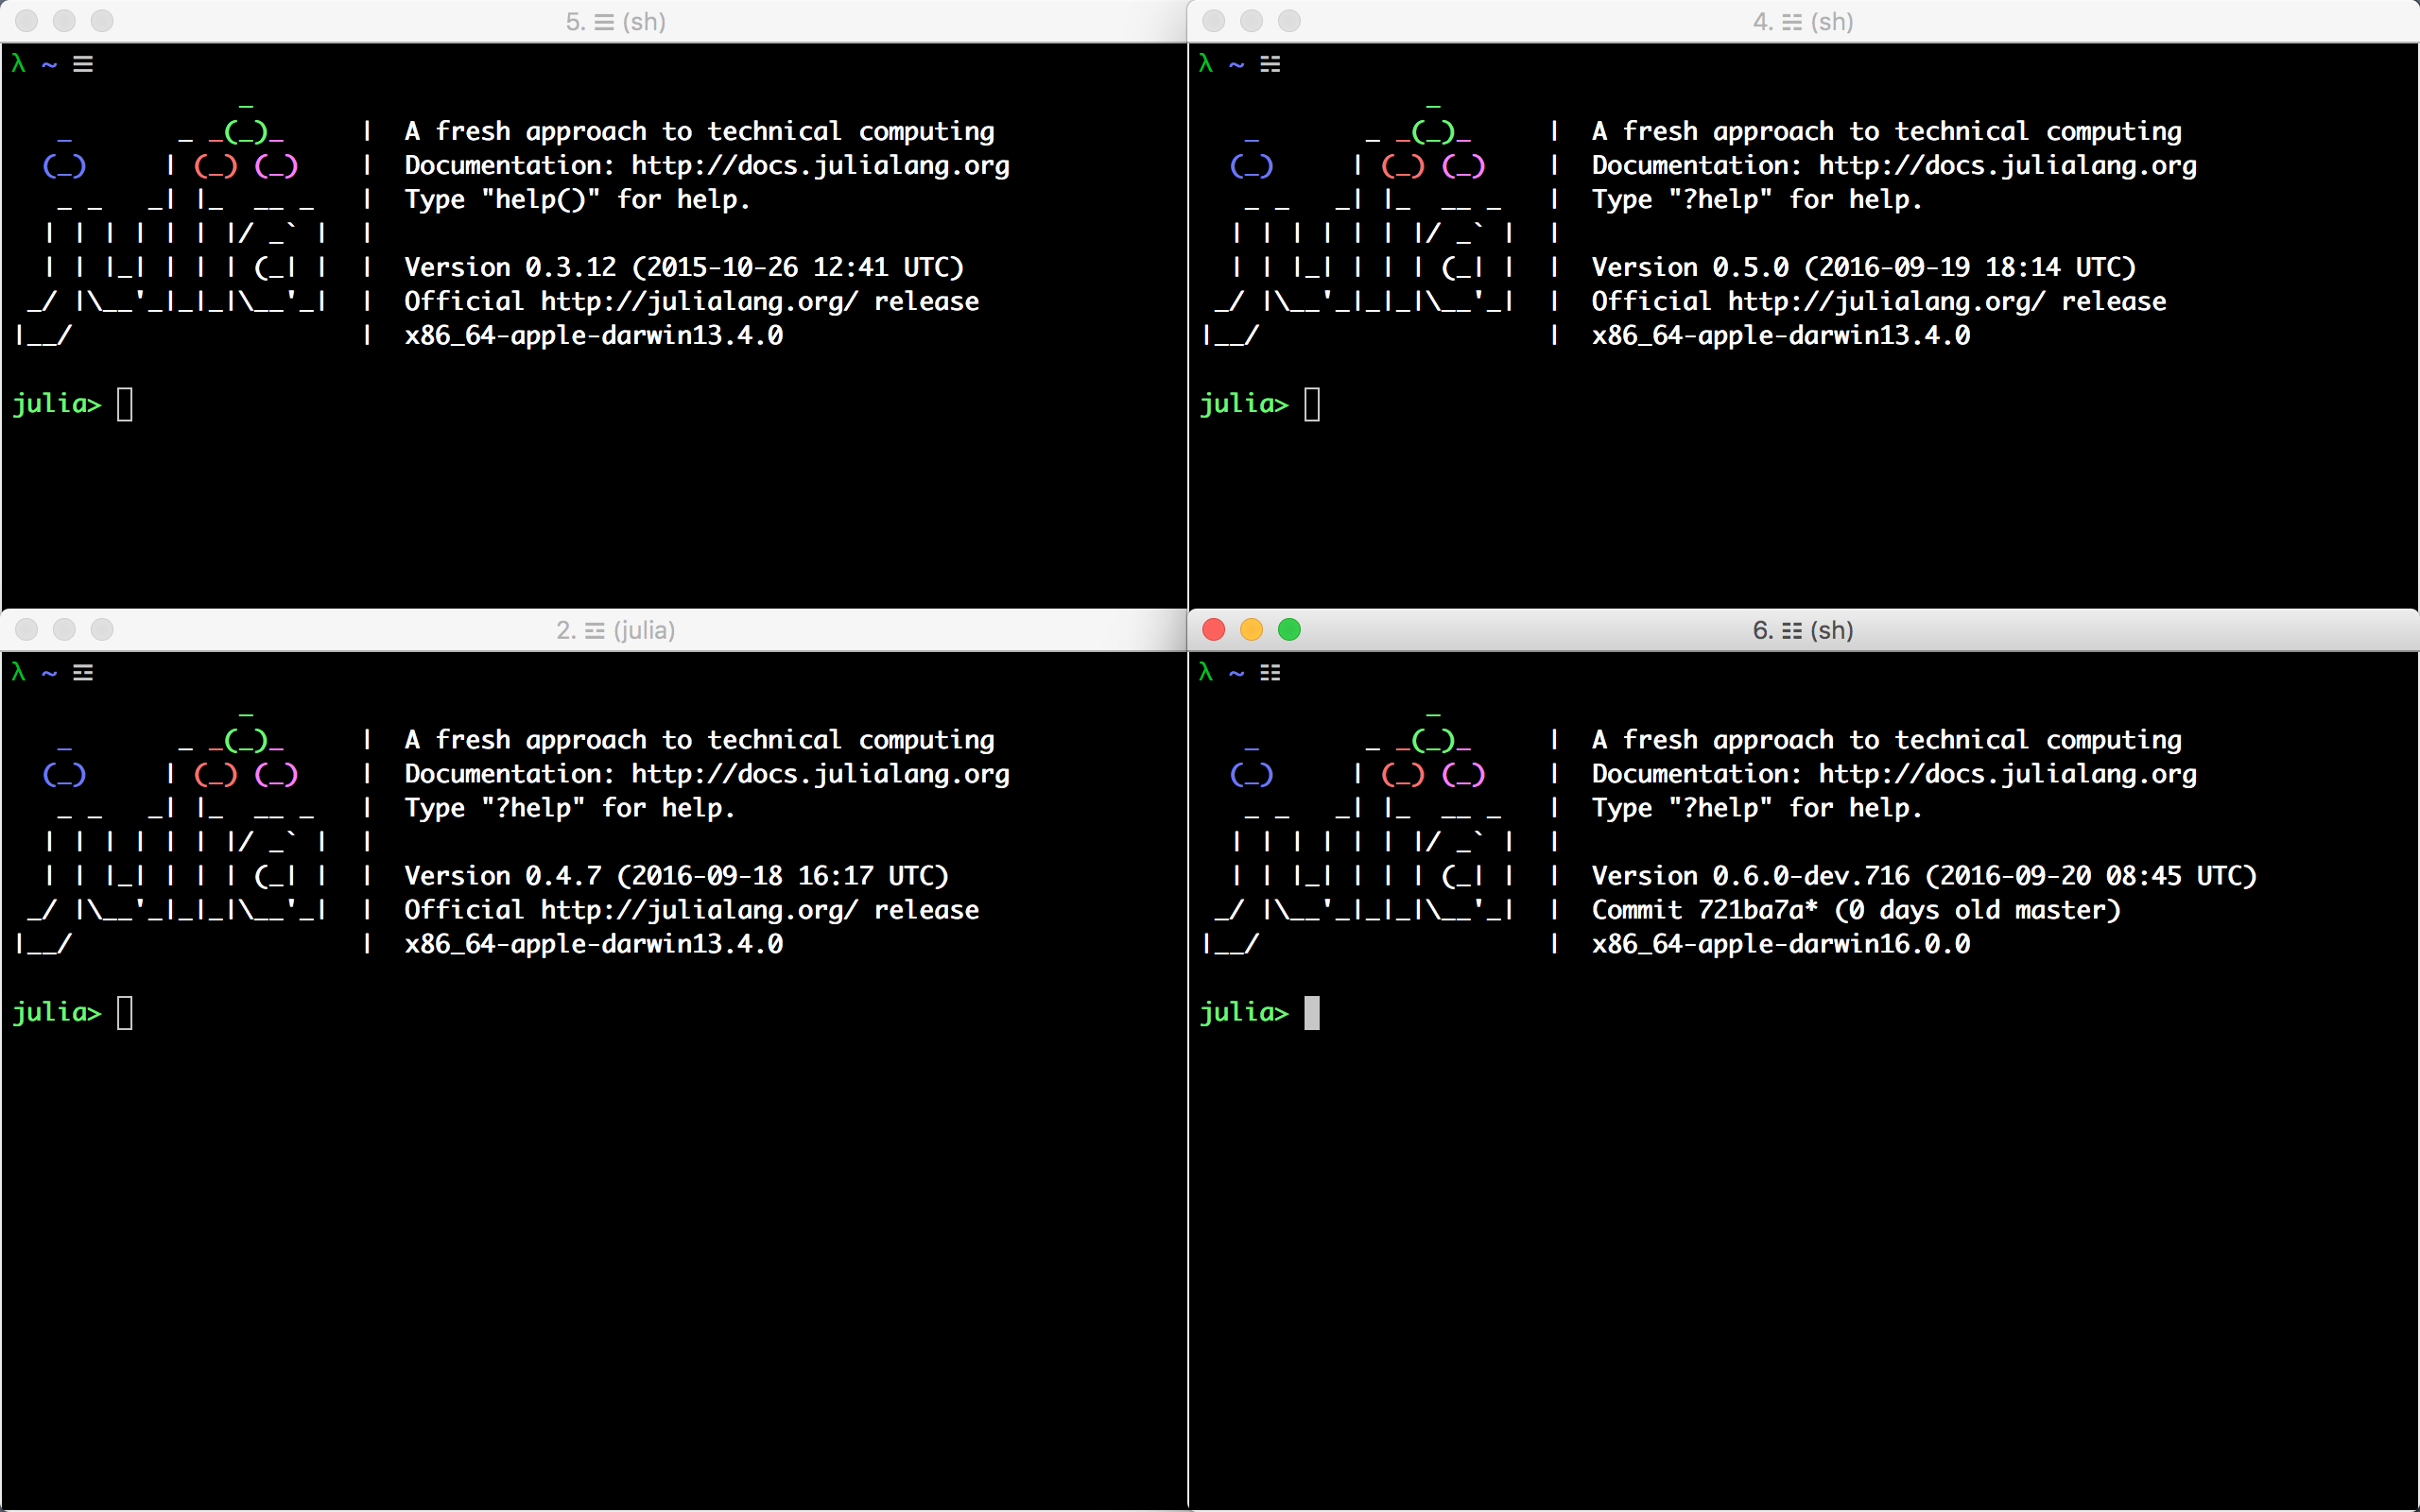 5. ☰ (sh)
λ ~ ☰
               _
   _       _ _(_)_     |  A fresh approach to technical computing
  (_)     | (_) (_)    |  Documentation: http://docs.julialang.org
   _ _   _| |_  __ _   |  Type "help()" for help.
  | | | | | | |/ _` |  |
  | | |_| | | | (_| |  |  Version 0.3.12 (2015-10-26 12:41 UTC)
 _/ |\__'_|_|_|\__'_|  |  Official http://julialang.org/ release
|__/                   |  x86_64-apple-darwin13.4.0
julia>
4. ☵ (sh)
λ ~ ☵
               _
   _       _ _(_)_     |  A fresh approach to technical computing
  (_)     | (_) (_)    |  Documentation: http://docs.julialang.org
   _ _   _| |_  __ _   |  Type "?help" for help.
  | | | | | | |/ _` |  |
  | | |_| | | | (_| |  |  Version 0.5.0 (2016-09-19 18:14 UTC)
 _/ |\__'_|_|_|\__'_|  |  Official http://julialang.org/ release
|__/                   |  x86_64-apple-darwin13.4.0
julia>
2. ☲ (julia)
λ ~ ☲
               _
   _       _ _(_)_     |  A fresh approach to technical computing
  (_)     | (_) (_)    |  Documentation: http://docs.julialang.org
   _ _   _| |_  __ _   |  Type "?help" for help.
  | | | | | | |/ _` |  |
  | | |_| | | | (_| |  |  Version 0.4.7 (2016-09-18 16:17 UTC)
 _/ |\__'_|_|_|\__'_|  |  Official http://julialang.org/ release
|__/                   |  x86_64-apple-darwin13.4.0
julia>
6. ☷ (sh)
λ ~ ☷
               _
   _       _ _(_)_     |  A fresh approach to technical computing
  (_)     | (_) (_)    |  Documentation: http://docs.julialang.org
   _ _   _| |_  __ _   |  Type "?help" for help.
  | | | | | | |/ _` |  |
  | | |_| | | | (_| |  |  Version 0.6.0-dev.716 (2016-09-20 08:45 UTC)
 _/ |\__'_|_|_|\__'_|  |  Commit 721ba7a* (0 days old master)
|__/                   |  x86_64-apple-darwin16.0.0
julia>